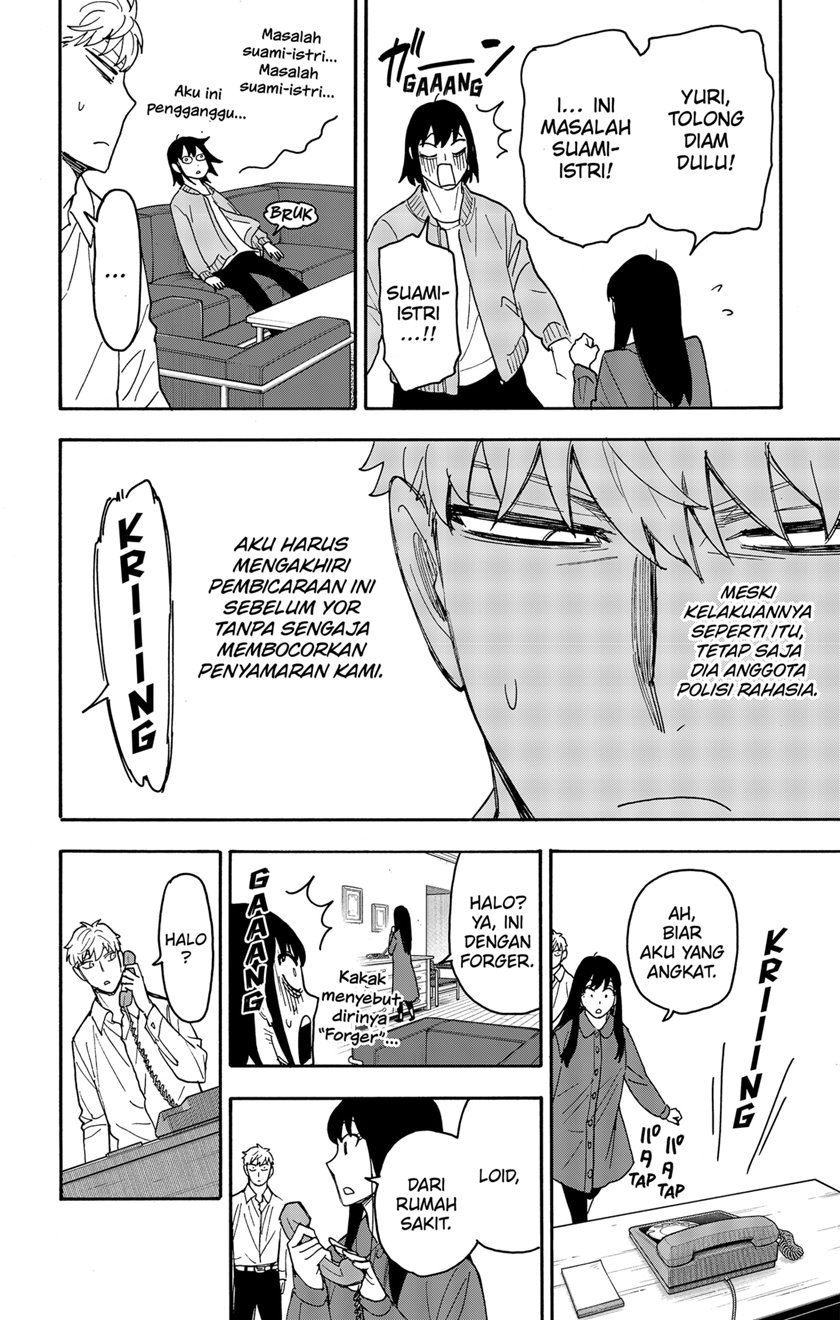 YURI,
TOLONG
DIAM
DULU!
I... INI
MASALAH
SUAMI-
ISTRI!
ガーン
GAAANG
SUAMI-
ISTRI
...!!
Masalah
suami-istri...
Masalah
suami-istri...
Aku ini
pengganggu...
BRUK
...
MESKI
KELAKUANNYA
SEPERTI ITU,
TETAP SAJA
DIA ANGGOTA
POLISI RAHASIA.
AKU HARUS
MENGAKHIRI
PEMBICARAAN INI
SEBELUM YOR
TANPA SENGAJA
MEMBOCORKAN
PENYAMARAN KAMI.
KRIIING
KRIIING
AH,
BIAR
AKU YANG
ANGKAT.
TAP
TAP
HALO?
YA, INI
DENGAN
FORGER.
GAAANG
Kakak
menyebut
dirinya
"Forger"...
LOID,
DARI
RUMAH
SAKIT.
HALO
?